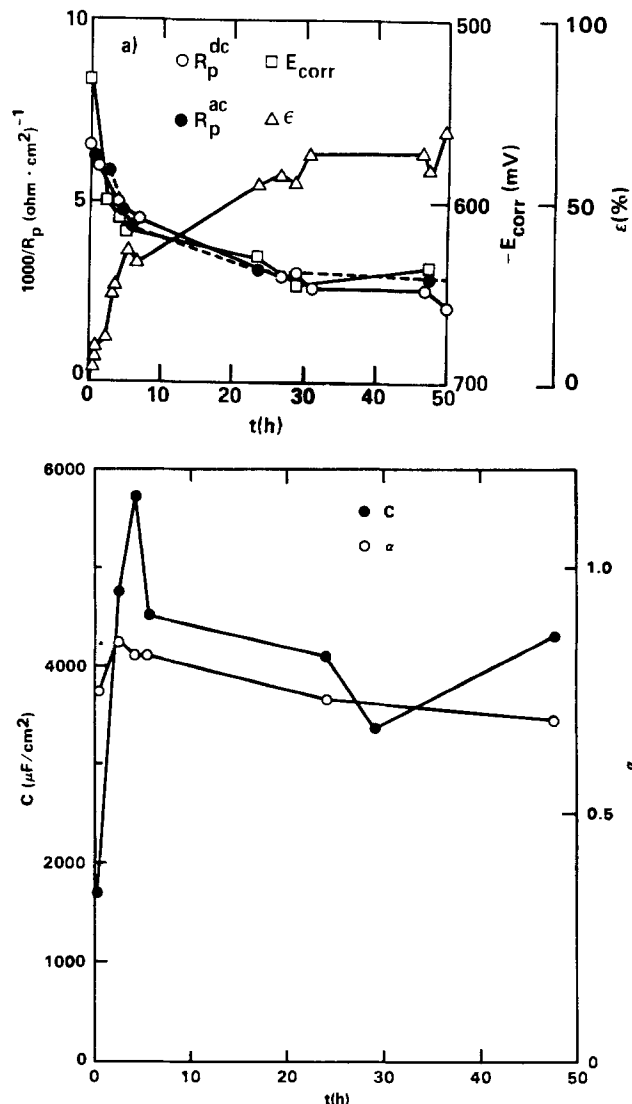 10
a)
R_p^dc
E_corr
R_p^ac
ε
5
0
1000/R_p (ohm · cm²)⁻¹
500
600
700
-E_corr (mV)
100
50
0
ε(%)
0
10
20
30
40
50
t(h)
6000
4000
2000
1000
0
C (μF/cm²)
C
α
1.0
0.5
0
α
0
10
20
30
40
50
t(h)